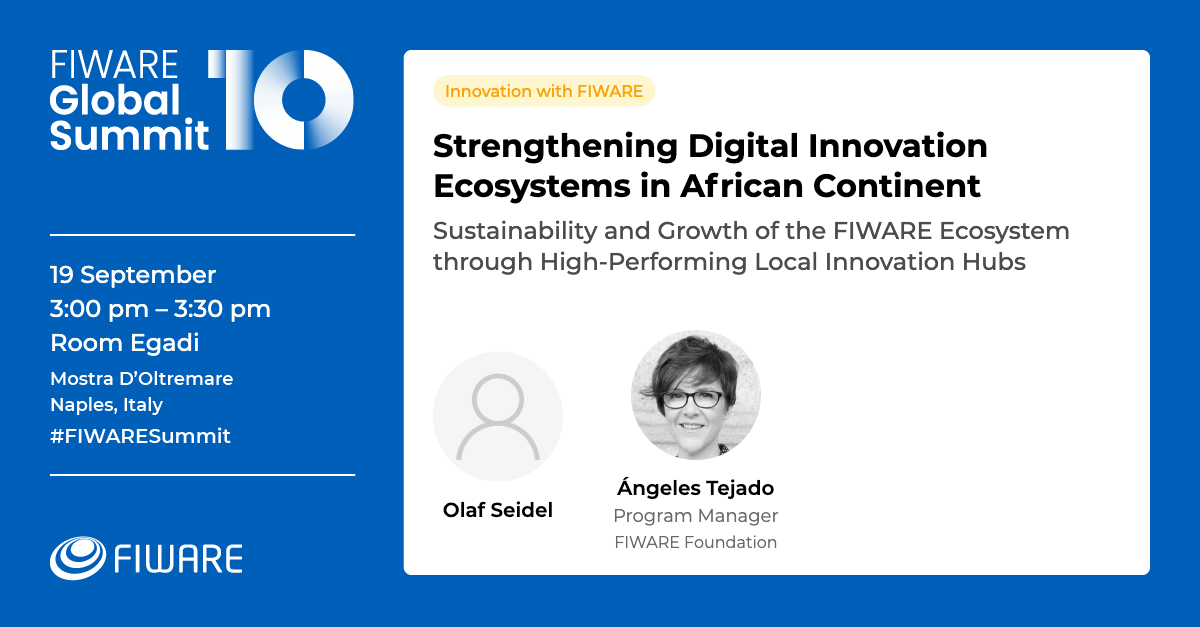 FIWARE
Global
Summit
10
19 September
3:00 pm – 3:30 pm
Room Egadi
Mostra D’Oltremare
Naples, Italy
#FIWARESummit
FIWARE
Innovation with FIWARE
Strengthening Digital Innovation
Ecosystems in African Continent
Sustainability and Growth of the FIWARE Ecosystem
through High-Performing Local Innovation Hubs
Olaf Seidel
Ángeles Tejado
Program Manager
FIWARE Foundation